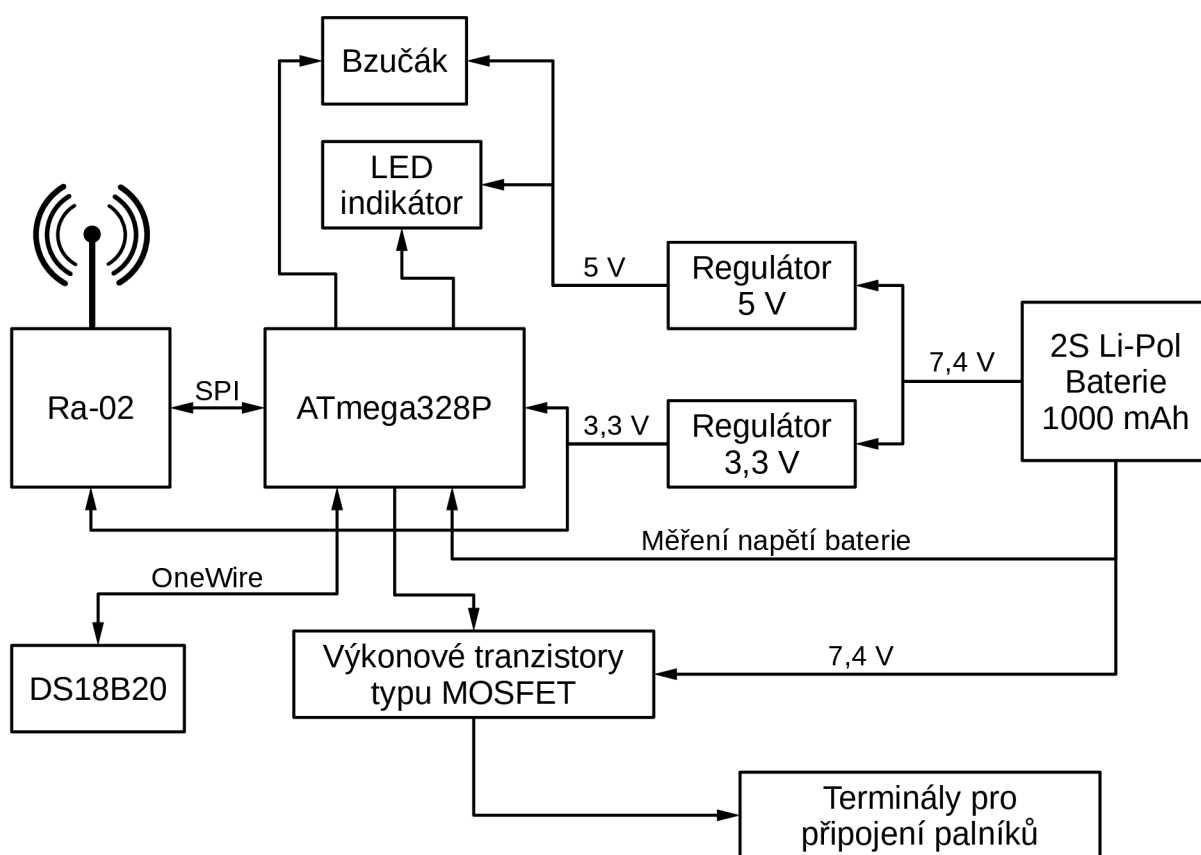 Bzučák
LED
indikátor
5 V
Regulátor
5 V
7,4 V
2S Li-Pol
Baterie
1000 mAh
Ra-02
SPI
ATmega328P
3,3 V
Regulátor
3,3 V
Měření napětí baterie
OneWire
DS18B20
Výkonové tranzistory
typu MOSFET
7,4 V
Terminály pro
připojení palníků